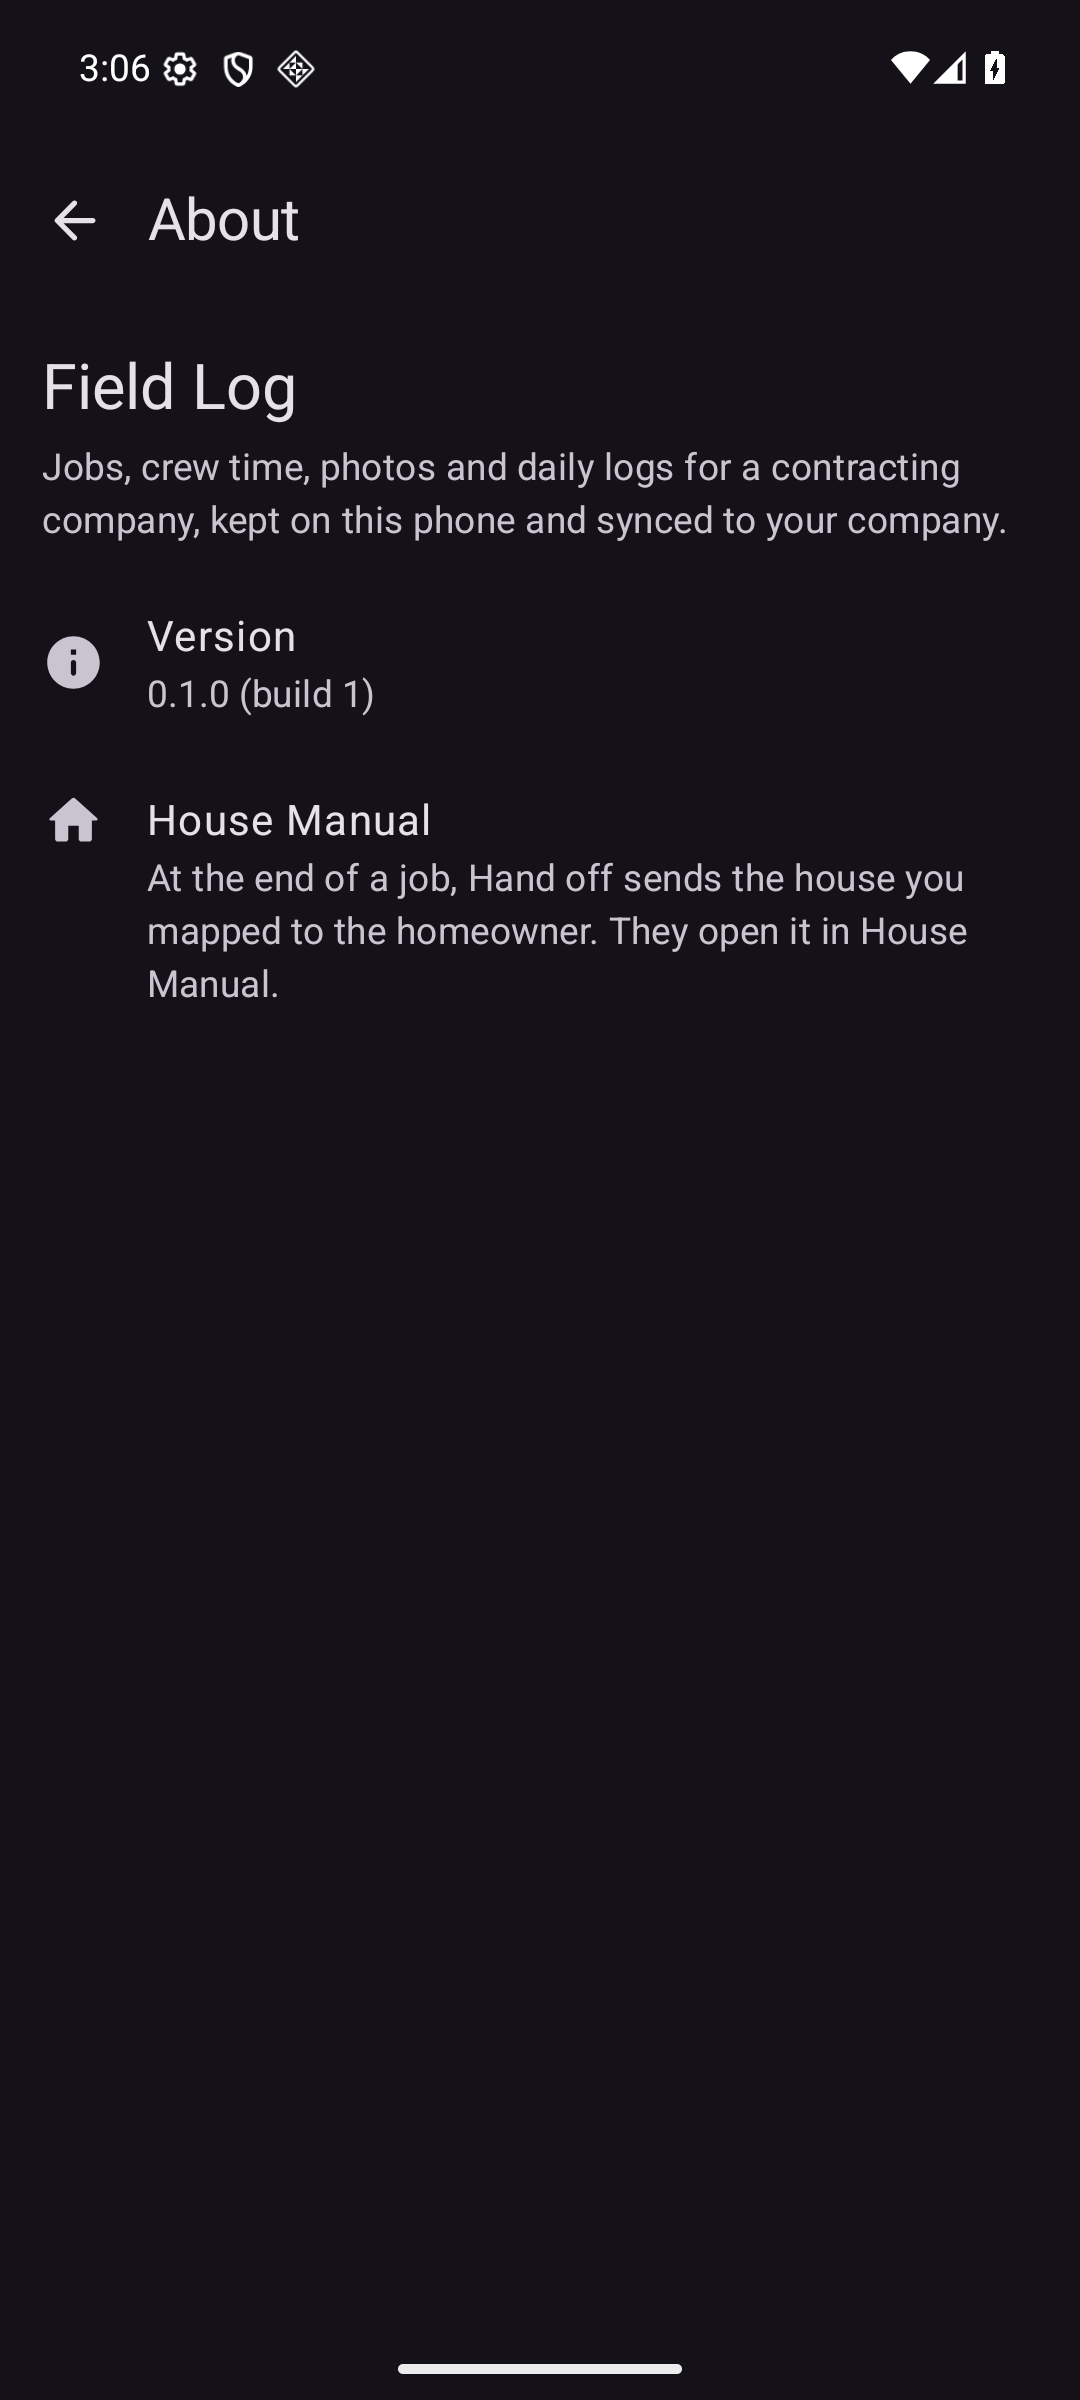 3:06
About
Field Log
Jobs, crew time, photos and daily logs for a contracting
company, kept on this phone and synced to your company.
Version
0.1.0 (build 1)
House Manual
At the end of a job, Hand off sends the house you
mapped to the homeowner. They open it in House
Manual.